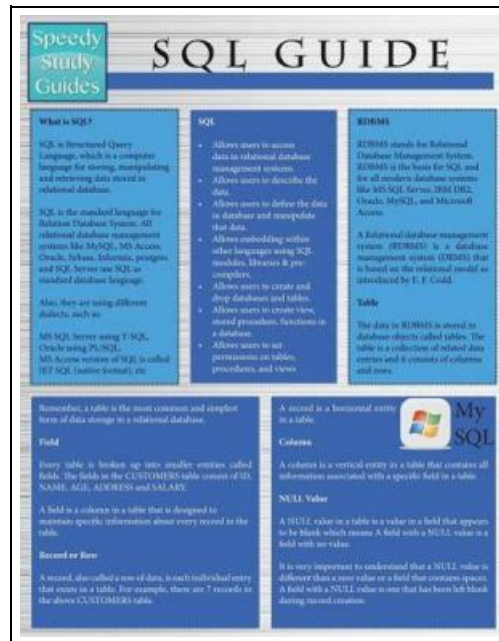 Speedy
Study
Guides
SQL GUIDE
What is SQL?
SQL is Structured Query
Language, which is a computer
language for storing, manipulating
and retrieving data stored in
relational database.
SQL is the standard language for
Relation Database System. All
relational database management
systems like MySQL, MS Access,
Oracle, Sybase, Informix, postgres
and SQL Server use SQL as
standard database language.
Also, they are using different
dialects, such as:
MS SQL Server using T-SQL,
Oracle using PL/SQL,
MS Access version of SQL is called
JET SQL (native format), etc
SQL
• Allows users to access
data in relational database
management systems.
• Allows users to describe the
data.
• Allows users to define the data
in database and manipulate
that data.
• Allows embedding within
other languages using SQL
modules, libraries & pre-
compilers.
• Allows users to create and
drop databases and tables.
• Allows users to create view,
stored procedure, functions in
a database.
• Allows users to set
permissions on tables,
procedures, and views
RDBMS
RDBMS stands for Relational
Database Management System.
RDBMS is the basis for SQL and
for all modern database systems
like MS SQL Server, IBM DB2,
Oracle, MySQL, and Microsoft
Access.
A Relational database management
system (RDBMS) is a database
management system (DBMS) that
is based on the relational model as
introduced by E. F. Codd.
Table
The data in RDBMS is stored in
database objects called tables. The
table is a collection of related data
entries and it consists of columns
and rows.
Remember, a table is the most common and simplest
form of data storage in a relational database.
Field
Every table is broken up into smaller entities called
fields. The fields in the CUSTOMERS table consist of ID,
NAME, AGE, ADDRESS and SALARY
A field is a column in a table that is designed to
maintain specific information about every record in the
table.
Record or Row
A record, also called a row of data, is each individual entry
that exists in a table. For example, there are 7 records in
the above CUSTOMERS table.
A record is a horizontal entity
in a table.
My
SQL
Column
A column is a vertical entity in a table that contains all
information associated with a specific field in a table.
NULL Value
A NULL value in a table is a value in a field that appears
to be blank which means A field with a NULL value is a
field with no value.
It is very important to understand that a NULL value is
different than a zero value or a field that contains spaces.
A field with a NULL value is one that has been left blank
during record creation.